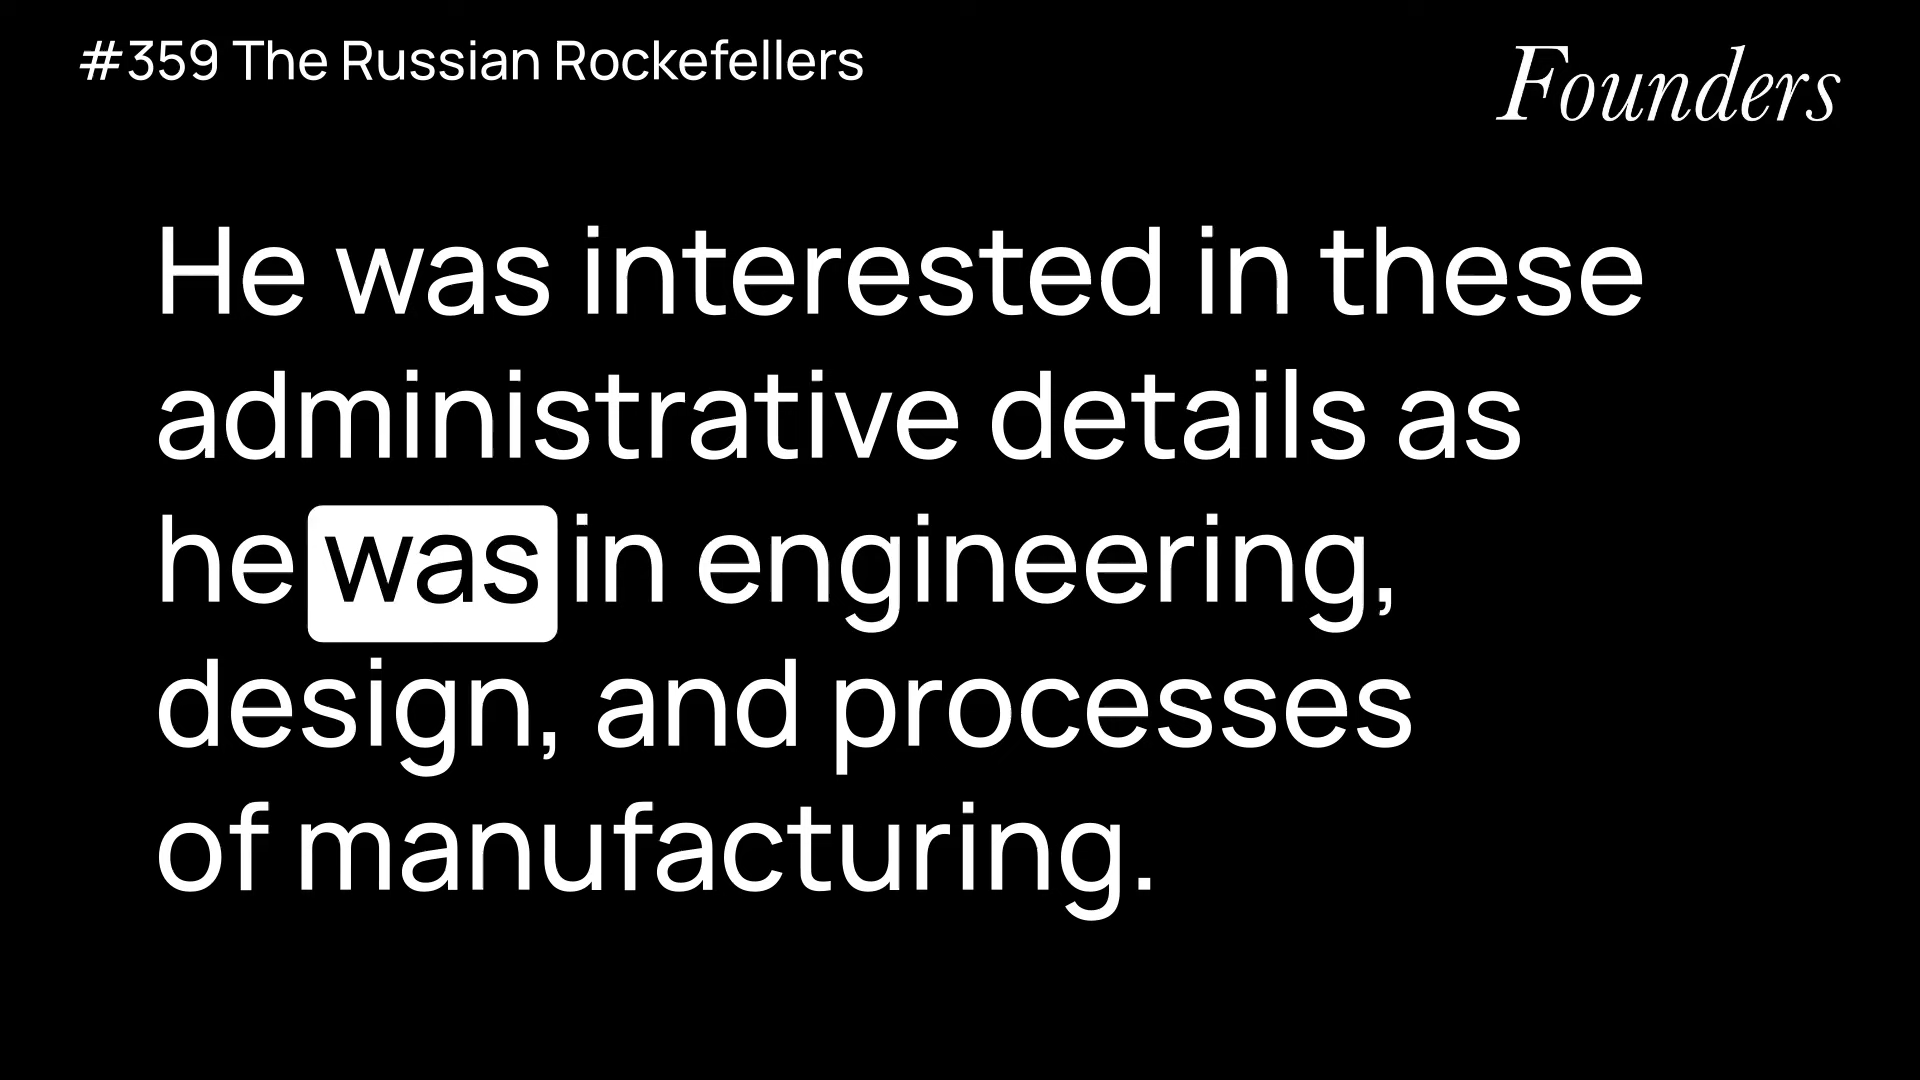 #359 The Russian Rockefellers
Founders
He was interested in these
administrative details as
he was in engineering,
design, and processes
of manufacturing.